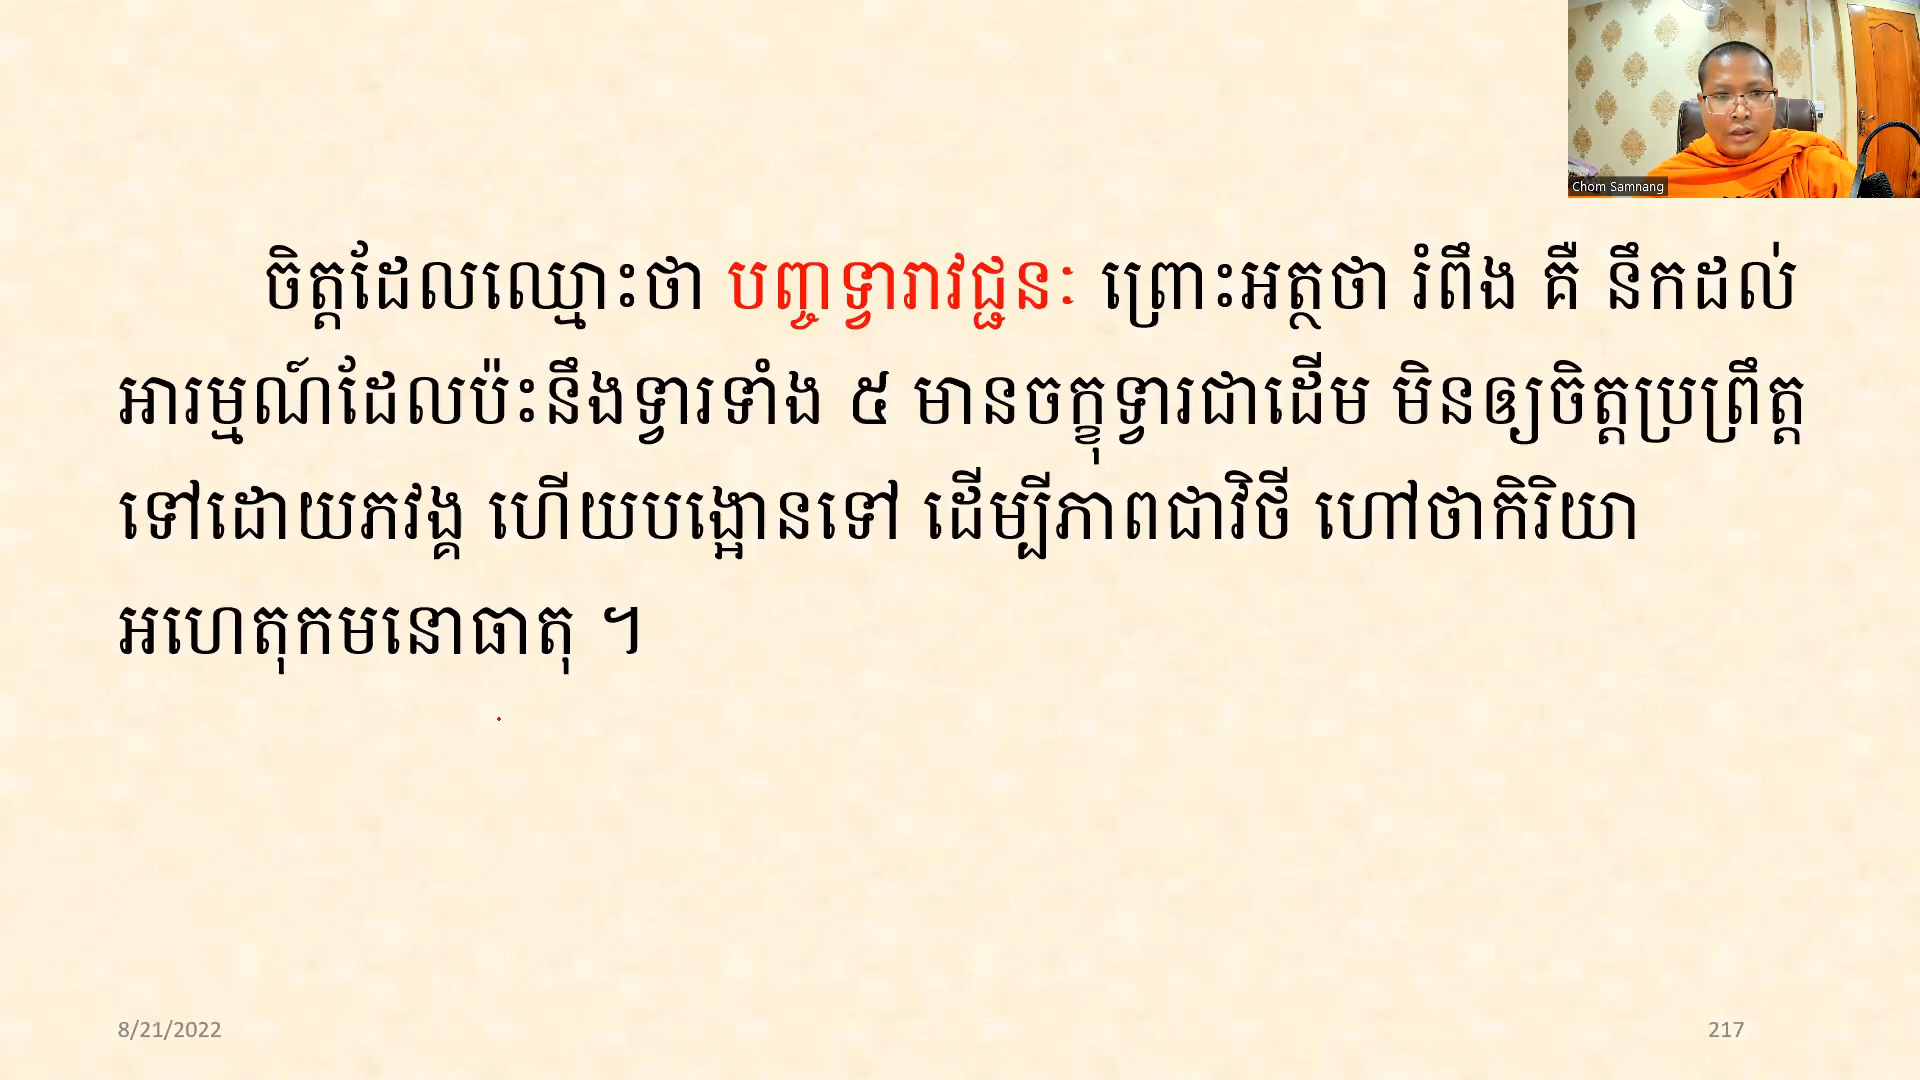 Chom Samnang
ចិត្តដែលឈ្មោះថា បញ្ចទ្វារាវជ្ជនៈ ព្រោះអត្ថថា រំពឹង គឺ នឹកដល់
អារម្មណ៍ដែលប៉ះនឹងទ្វារទាំង ៥ មានចក្ខុទ្វារជាដើម មិនឲ្យចិត្តប្រព្រឹត្ត
ទៅដោយភវង្គ ហើយបង្អោនទៅ ដើម្បីភាពជាវិថី ហៅថាកិរិយា
អហេតុកមនោធាតុ ។
8/21/2022
217